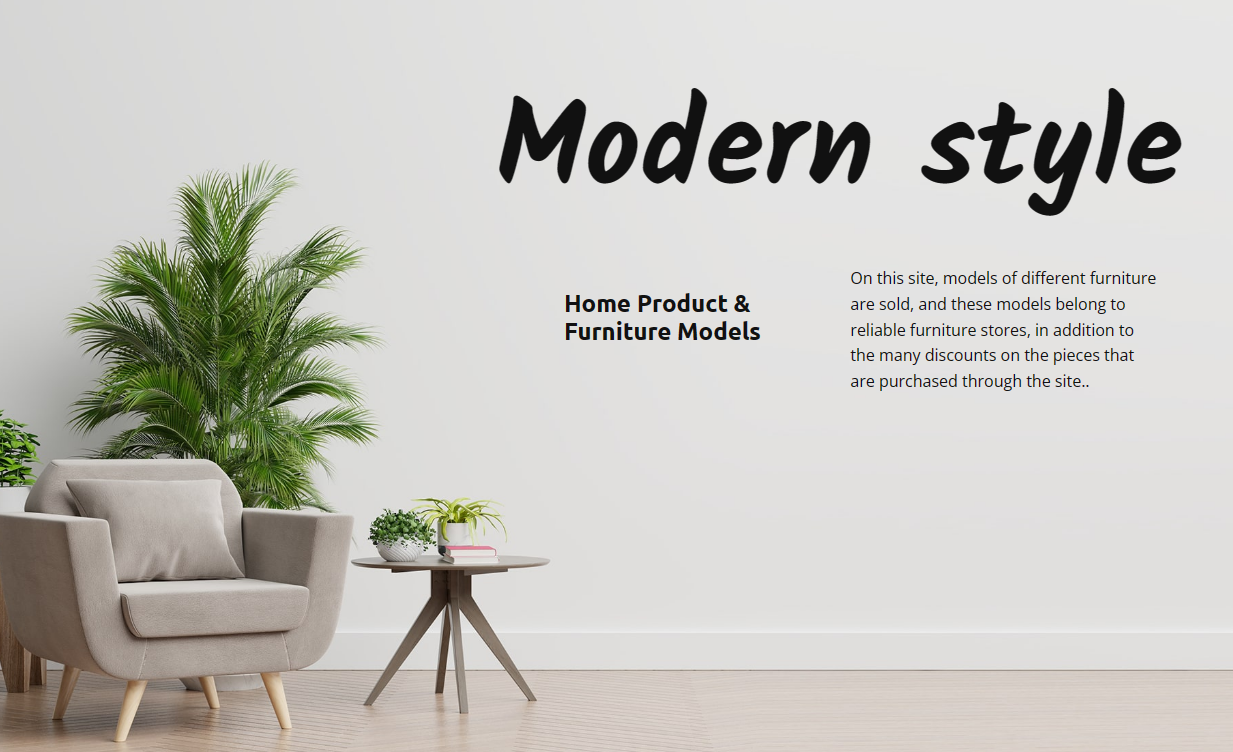 Modern style
Home Product &
Furniture Models
On this site, models of different furniture
are sold, and these models belong to
reliable furniture stores, in addition to
the many discounts on the pieces that
are purchased through the site..